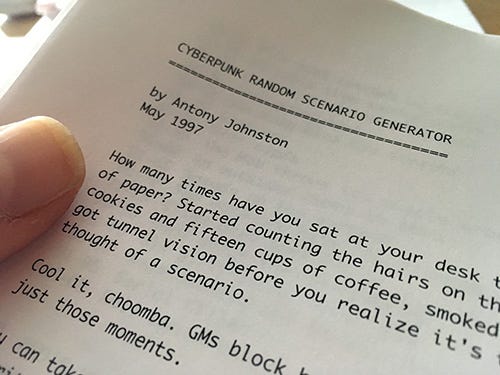 CYBERPUNK RANDOM SCENARIO GENERATOR
===================================
by Antony Johnston
May 1997
How many times have you sat at your desk
of paper? Started counting the hairs on
cookies and fifteen cups of coffee, smoked
got tunnel vision before you realize it's
thought of a scenario.
Cool it, choomba. GMs block
just those moments.
can